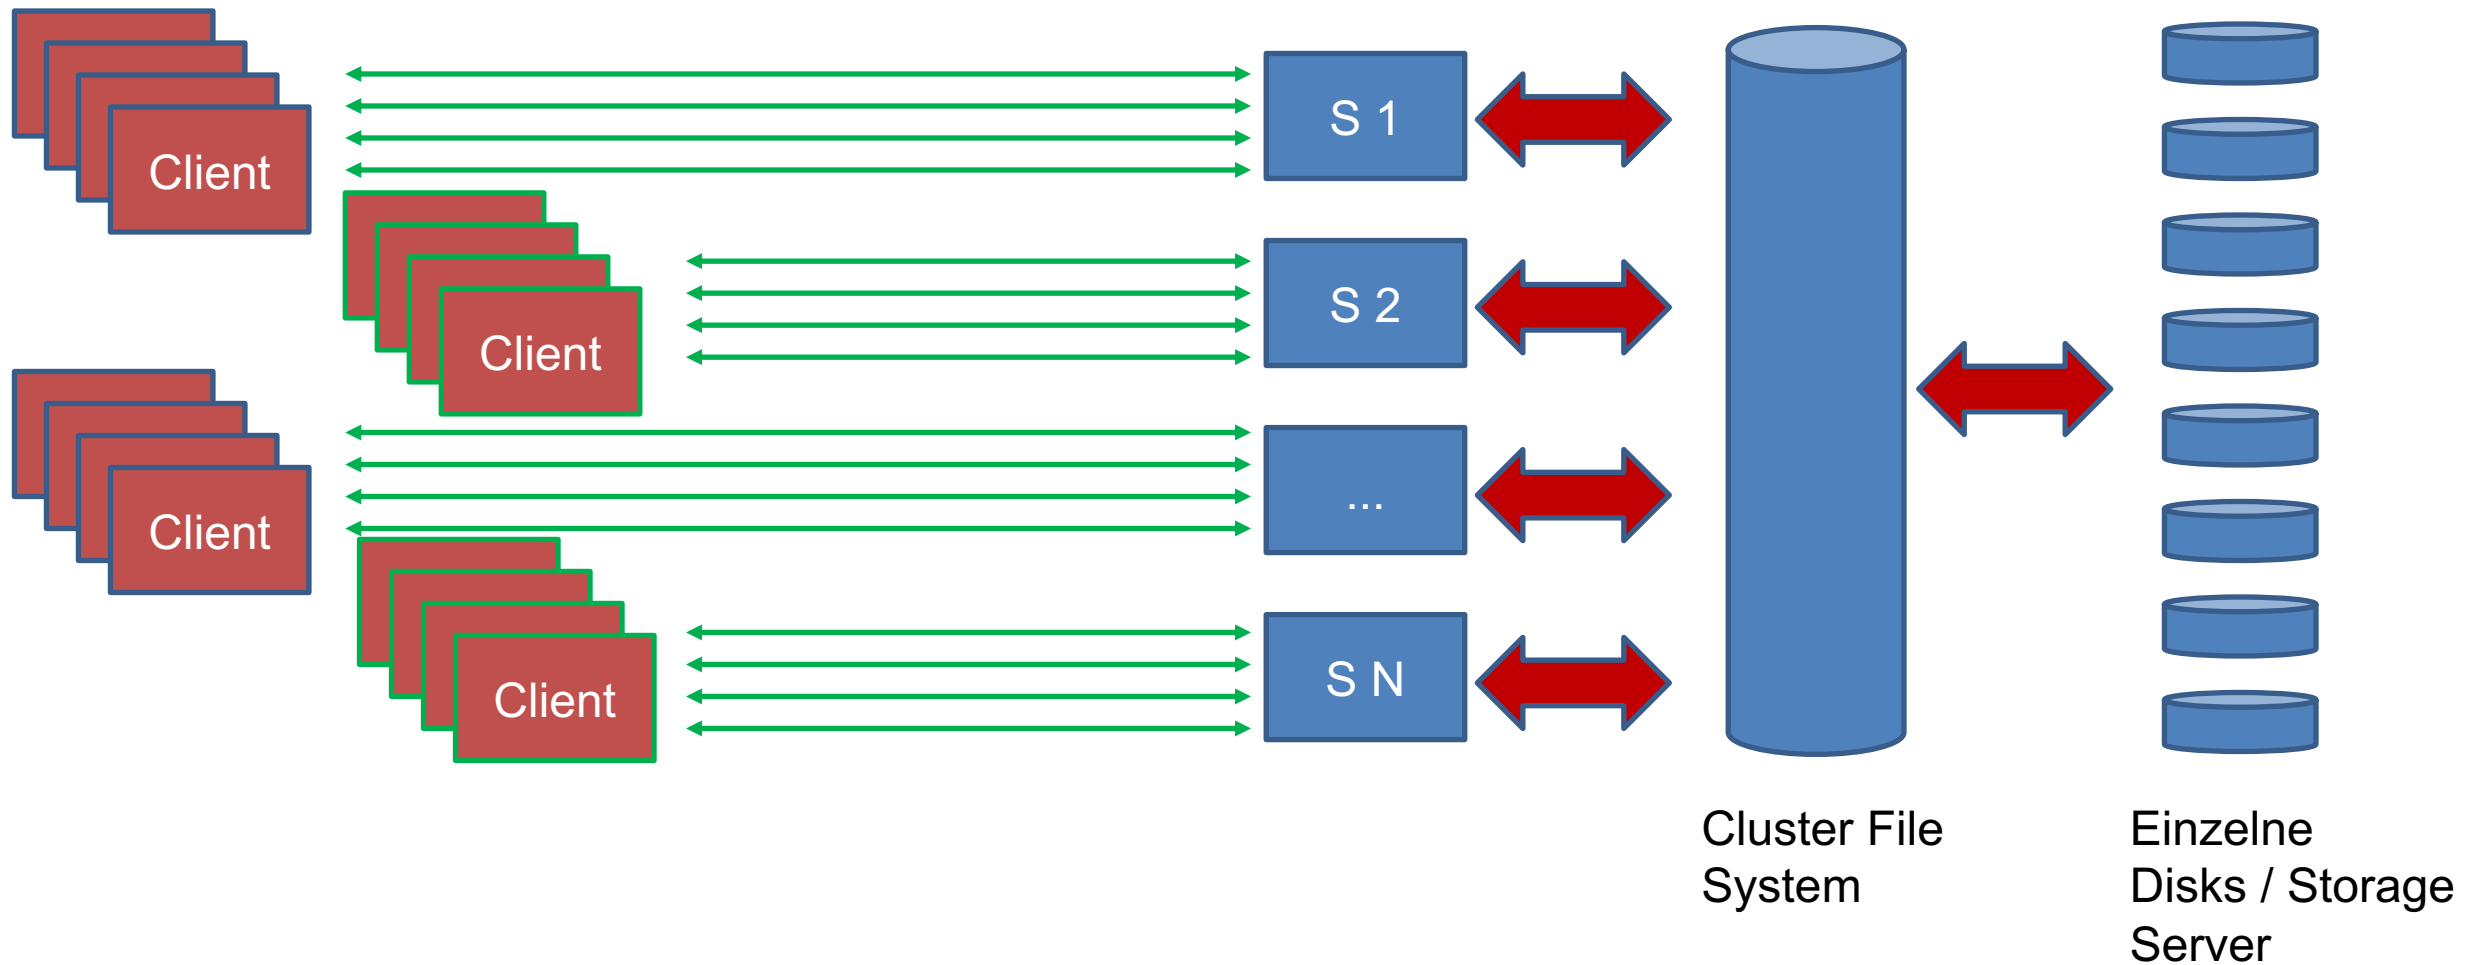 Client
S 1
Client
S 2
Client
...
Client
S N
Cluster File
System
Einzelne
Disks / Storage
Server